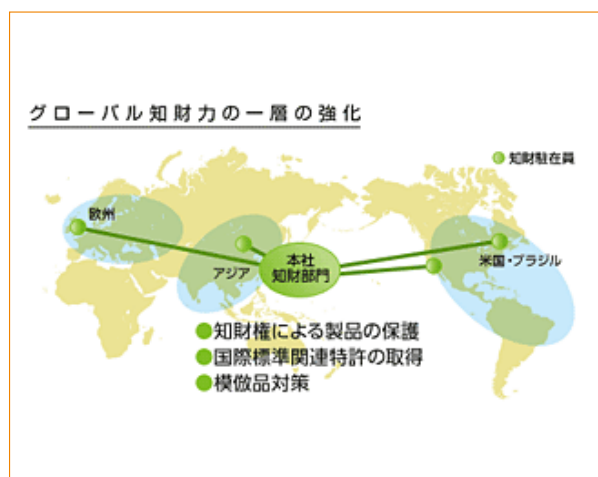 グローバル知財力の一層の強化
知財駐在員
欧州
アジア
本社
知財部門
米国・ブラジル
●知財権による製品の保護
●国際標準関連特許の取得
●模倣品対策